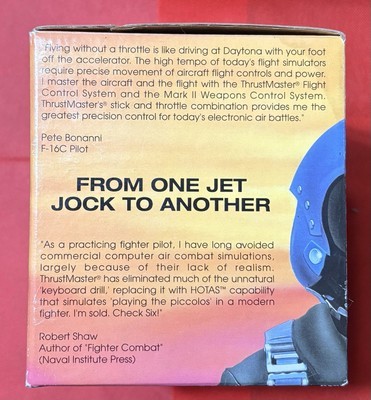 "Flying without a throttle is like driving at Daytona with your foot
off the accelerator. The high tempo of today's flight simulators
require precise movement of aircraft flight controls and power.
I master the aircraft and the flight with the ThrustMaster® Flight
Control System and the Mark II Weapons Control System.
ThrustMaster's® stick and throttle combination provides me the
greatest precision control for today's electronic air battles."
Pete Bonanni
F-16C Pilot
FROM ONE JET
JOCK TO ANOTHER
"As a practicing fighter pilot, I have long avoided
commercial computer air combat simulations,
largely because of their lack of realism.
ThrustMaster® has eliminated much of the unnatural
'keyboard drill,' replacing it with HOTAS™ capability
that simulates 'playing the piccolos' in a modern
fighter. I'm sold. Check Six!"
Robert Shaw
Author of "Fighter Combat"
(Naval Institute Press)